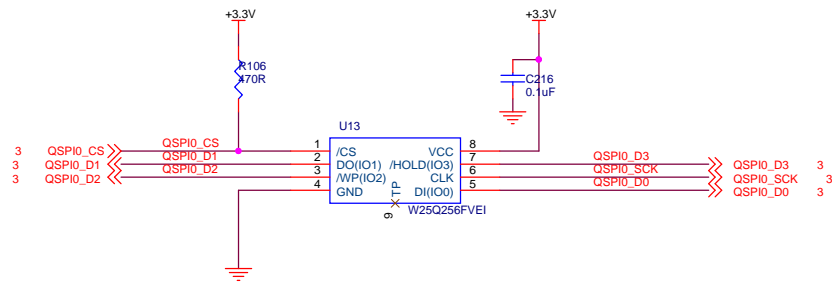 +3.3V
+3.3V
R106
470R
C216
0.1uF
U13
3 QSPI0_CS QSPI0_CS 1 /CS VCC 8
3 QSPI0_D1 QSPI0_D1 2 DO(IO1) /HOLD(IO3) 7 QSPI0_D3 QSPI0_D3 3
3 QSPI0_D2 QSPI0_D2 3 /WP(IO2) CLK 6 QSPI0_SCK QSPI0_SCK 3
4 GND DI(IO0) 5 QSPI0_D0 QSPI0_D0 3
TP
9
W25Q256FVEI